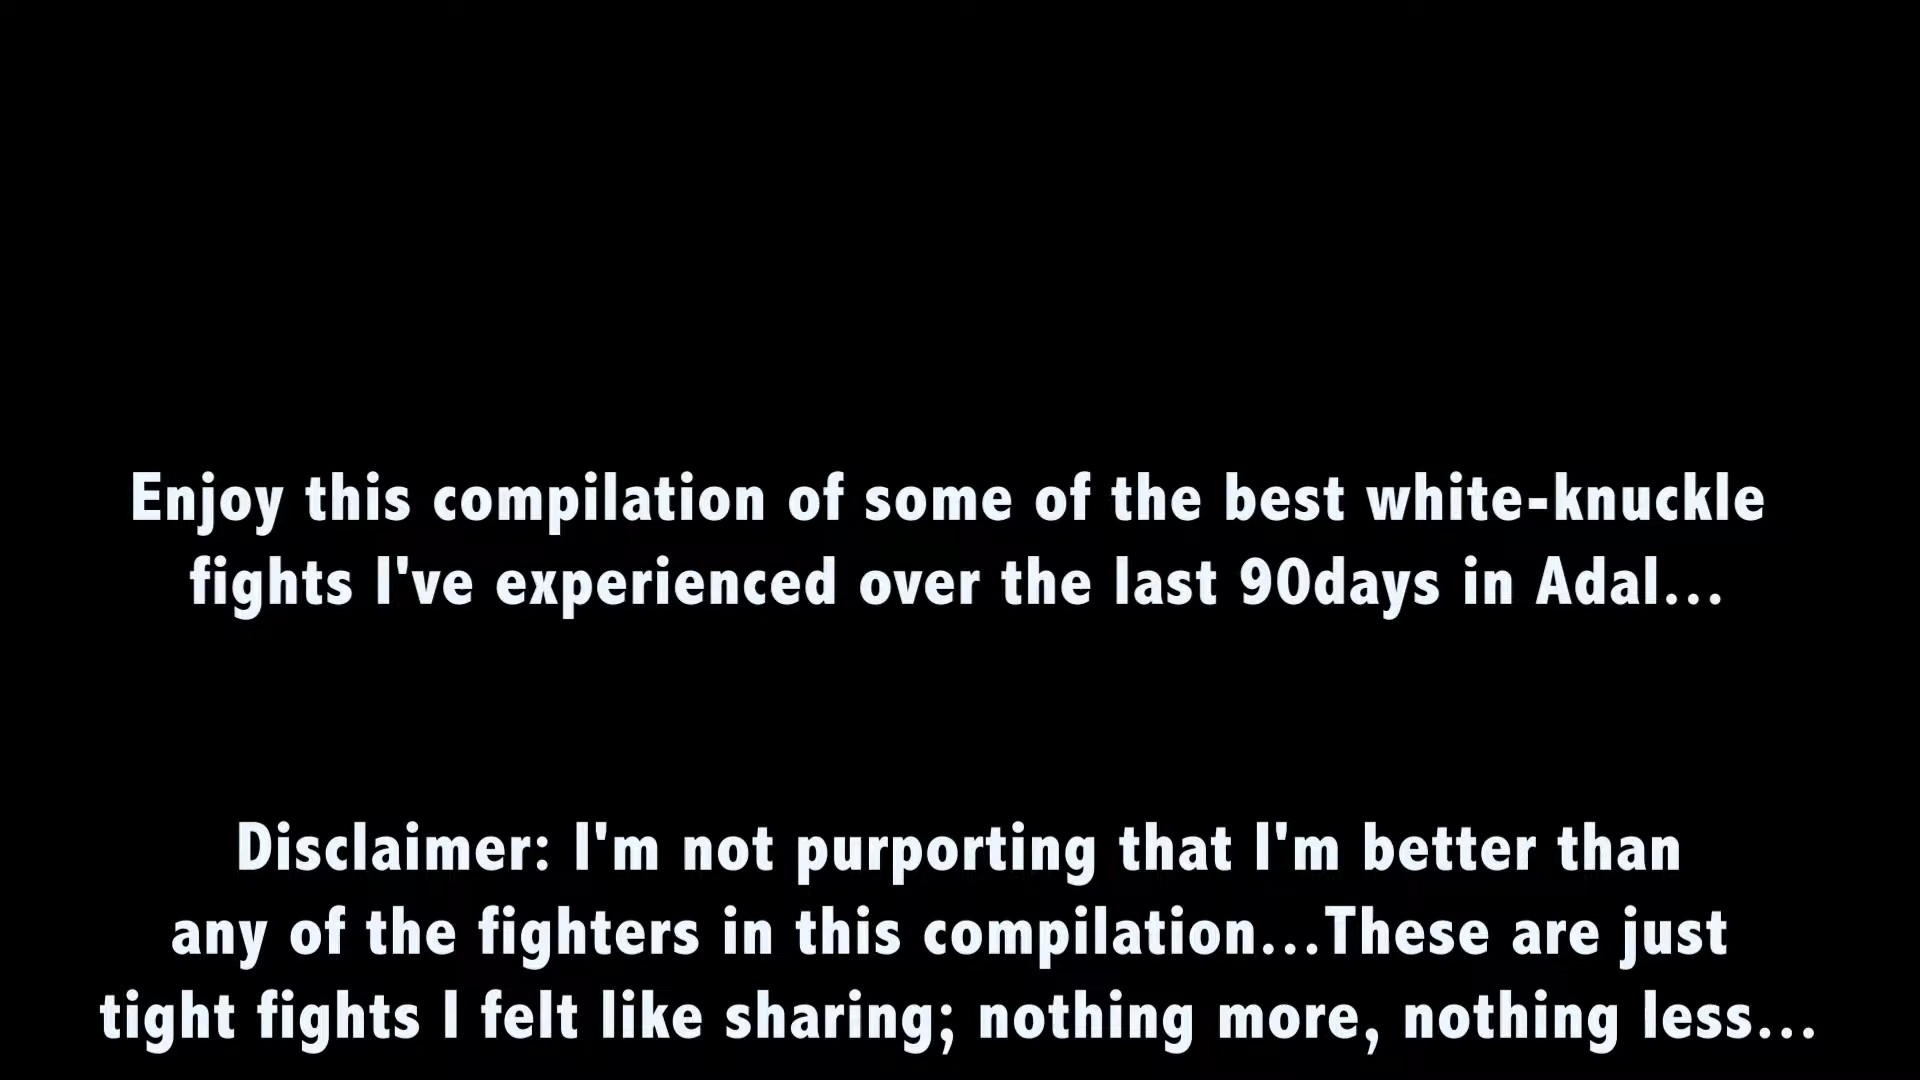 Enjoy this compilation of some of the best white-knuckle
fights I've experienced over the last 90days in Adal...
Disclaimer: I'm not purporting that I'm better than
any of the fighters in this compilation...These are just
tight fights I felt like sharing; nothing more, nothing less...